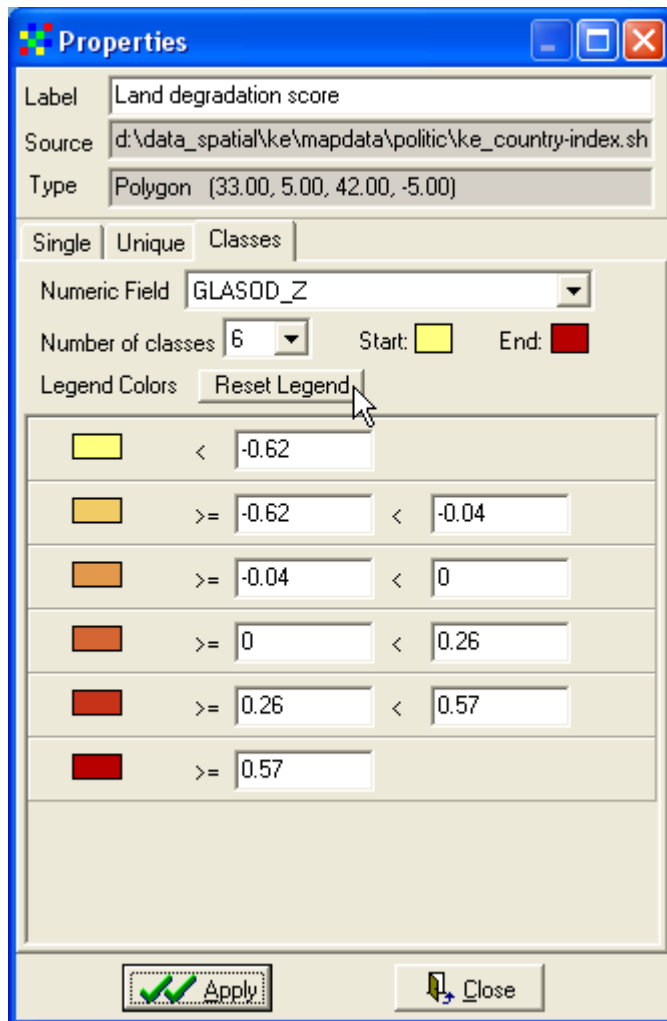 Properties
Label Land degradation score
Source d:\data_spatial\ke\mapdata\politic\ke_country-index.sh
Type Polygon (33.00, 5.00, 42.00, -5.00)
Single Unique Classes
Numeric Field GLASOD_Z
Number of classes 6 Start: End:
Legend Colors Reset Legend
< -0.62
>= -0.62 < -0.04
>= -0.04 < 0
>= 0 < 0.26
>= 0.26 < 0.57
>= 0.57
Apply Close